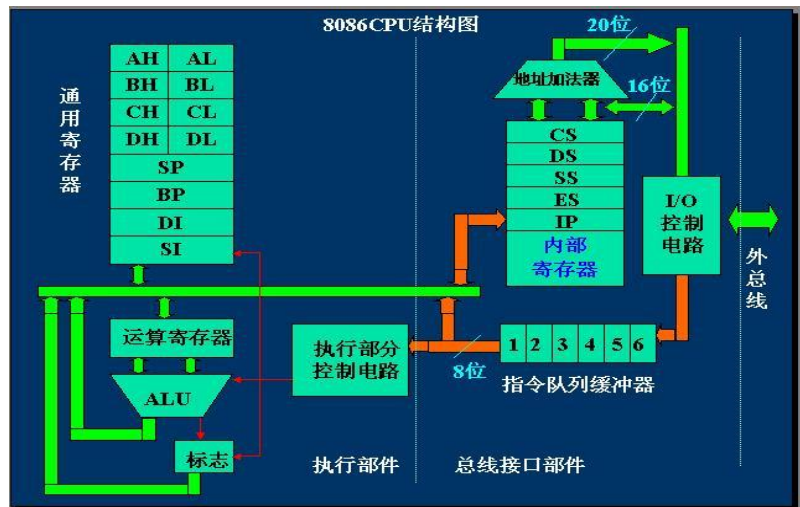 8086CPU结构图
通用寄存器
AH AL
BH BL
CH CL
DH DL
SP
BP
DI
SI
运算寄存器
ALU
标志
执行部分
控制电路
执行部件
20位
地址加法器
16位
CS
DS
SS
ES
IP
内部
寄存器
I/O
控制
电路
外总线
1 2 3 4 5 6
8位
指令队列缓冲器
总线接口部件